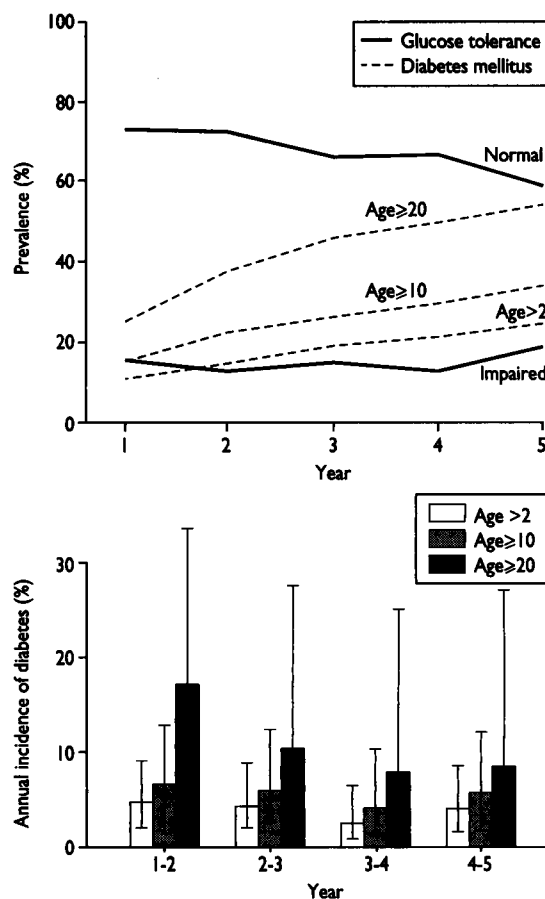 100
Glucose tolerance
Diabetes mellitus
80
Normal
60
Prevalence (%)
Age⩾20
40
Age⩾10
Age>2
20
Impaired
0
1 2 3 4 5
Year
Age >2
Age⩾10
Age⩾20
30
Annual incidence of diabetes (%)
20
10
0
1-2 2-3 3-4 4-5
Year